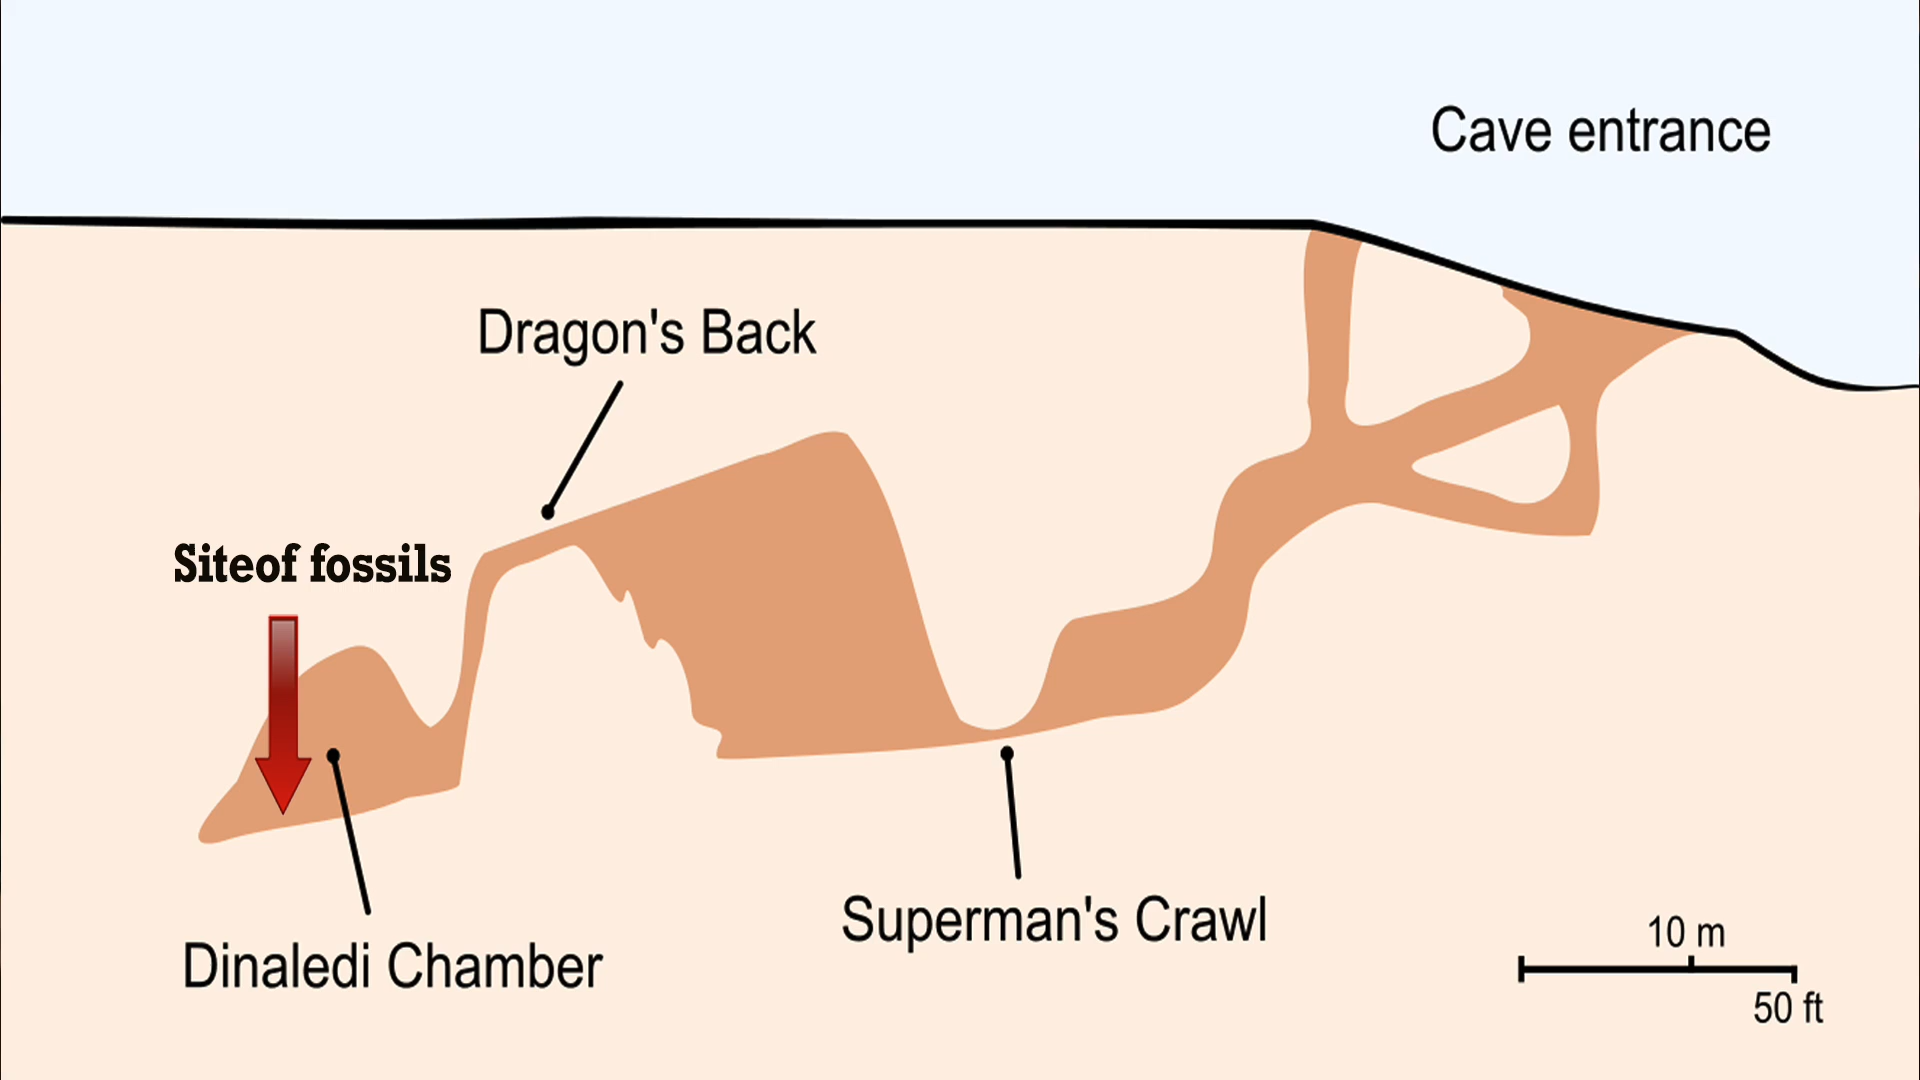 Cave entrance
Dragon's Back
Siteof fossils
Superman's Crawl
Dinaledi Chamber
10 m
50 ft